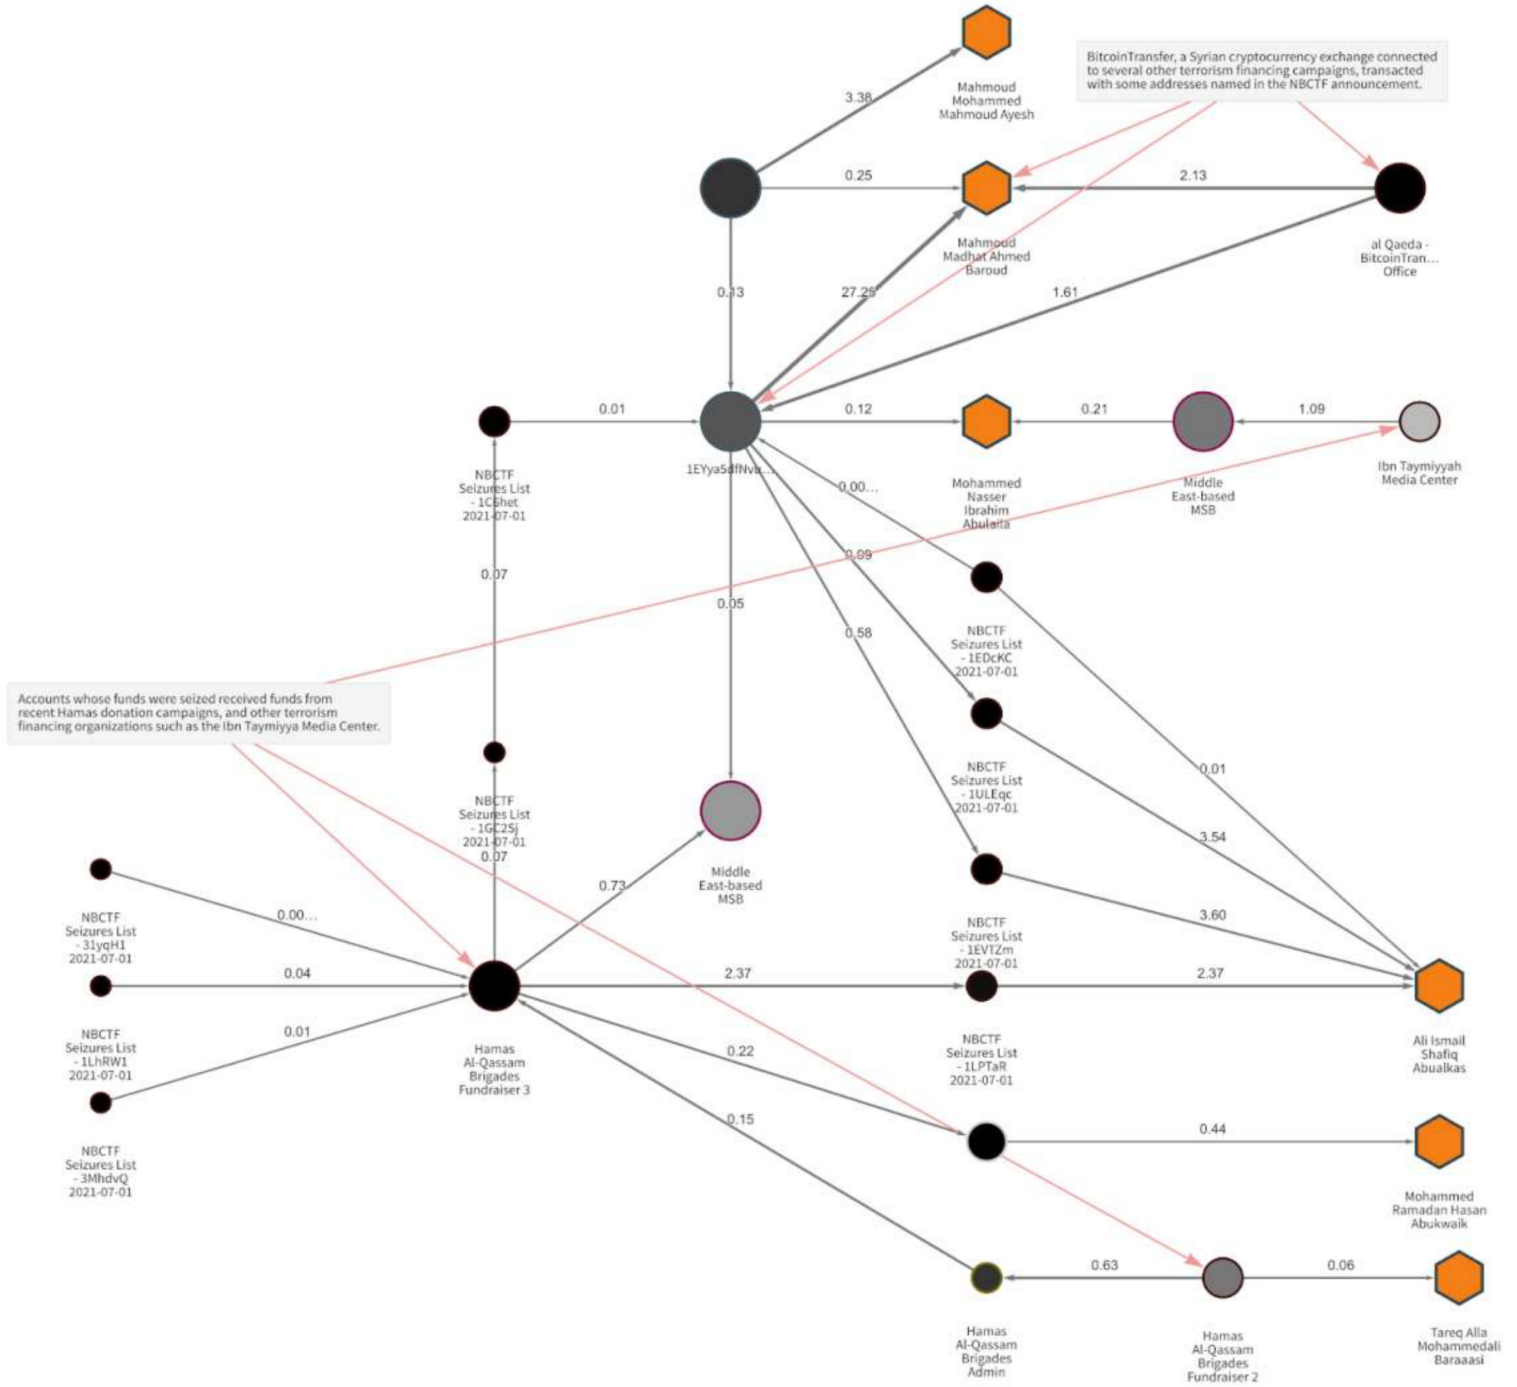 Mahmoud
Mohammed
Mahmoud Ayesh
BitcoinTransfer, a Syrian cryptocurrency exchange connected
to several other terrorism financing campaigns, transacted
with some addresses named in the NBCTF announcement.
3.38
0.25
2.13
Mahmoud
Madhat Ahmed
Baroud
al Qaeda -
BitcoinTran...
Office
0.13
27.25
1.61
0.01
0.12
0.21
1.09
NBCTF
Seizures List
- 1C6het
2021-07-01
1EYya5dfNvu...
Mohammed
Nasser
Ibrahim
Abulaila
Middle
East-based
MSB
Ibn Taymiyyah
Media Center
0.00...
0.09
0.07
0.05
0.58
NBCTF
Seizures List
- 1EDcKC
2021-07-01
Accounts whose funds were seized received funds from
recent Hamas donation campaigns, and other terrorism
financing organizations such as the Ibn Taymiyya Media Center.
NBCTF
Seizures List
- 1ULEqc
2021-07-01
0.01
3.54
NBCTF
Seizures List
- 1GC2Sj
2021-07-01
0.07
0.73
Middle
East-based
MSB
3.60
NBCTF
Seizures List
- 31yqH1
2021-07-01
0.00...
NBCTF
Seizures List
- 1EVTZm
2021-07-01
0.04
2.37
2.37
NBCTF
Seizures List
- 1LhRW1
2021-07-01
0.01
Hamas
Al-Qassam
Brigades
Fundraiser 3
0.22
NBCTF
Seizures List
- 1LPTaR
2021-07-01
Ali Ismail
Shafiq
Abualkas
0.15
0.44
NBCTF
Seizures List
- 3MhdvQ
2021-07-01
Mohammed
Ramadan Hasan
Abukwaik
0.63
0.06
Hamas
Al-Qassam
Brigades
Admin
Hamas
Al-Qassam
Brigades
Fundraiser 2
Tareq Alla
Mohammedali
Baraaasi